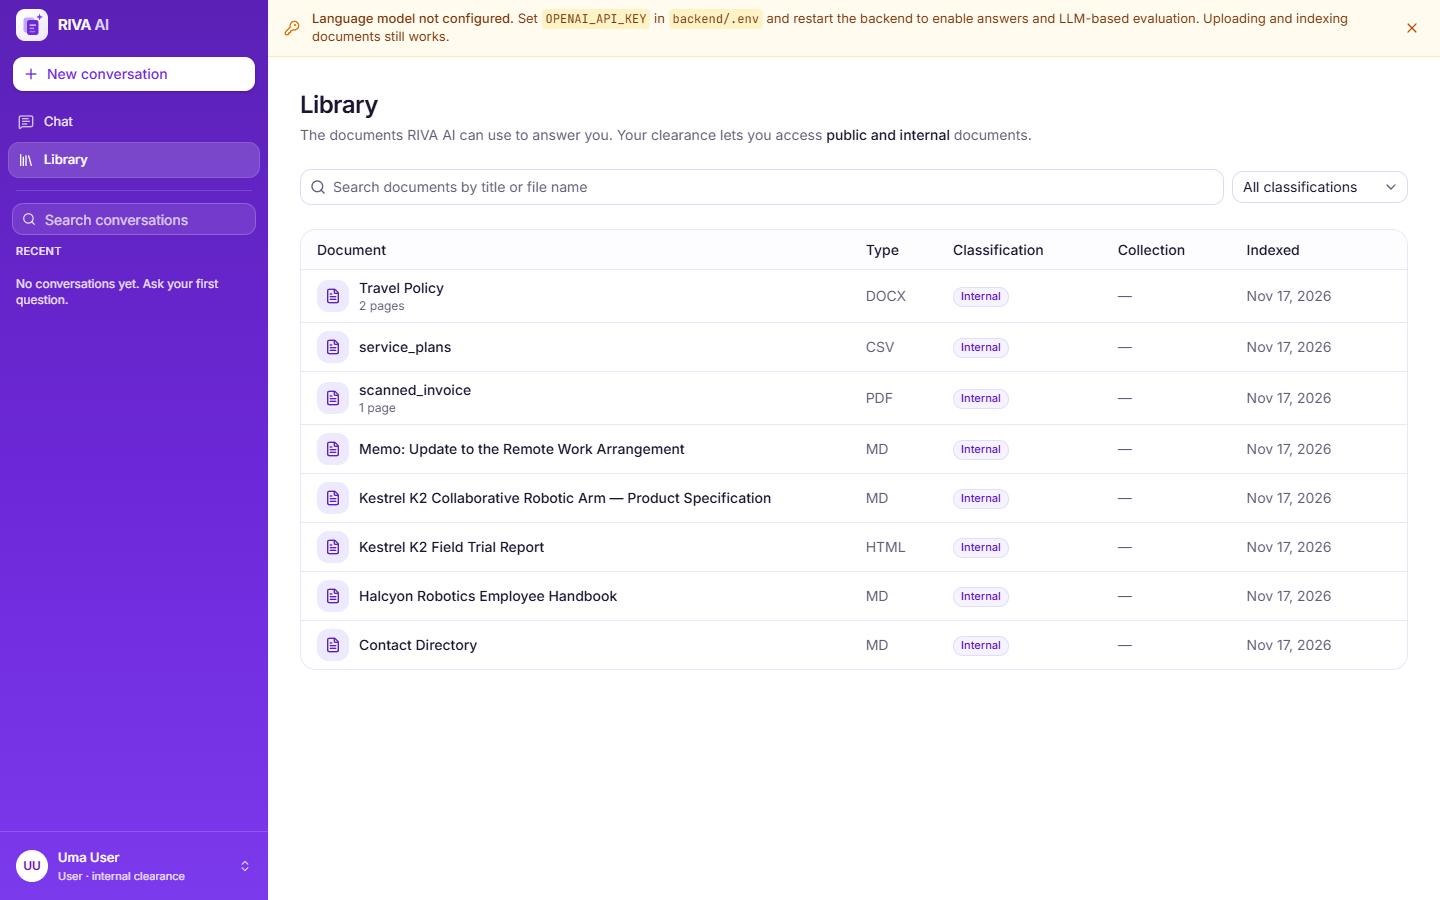 RIVA AI
New conversation
Chat
Library
Search conversations
RECENT
No conversations yet. Ask your first
question.
UU
Uma User
User · internal clearance
Language model not configured. Set OPENAI_API_KEY in backend/.env and restart the backend to enable answers and LLM-based evaluation. Uploading and indexing
documents still works.
Library
The documents RIVA AI can use to answer you. Your clearance lets you access public and internal documents.
Search documents by title or file name
All classifications
Document Type Classification Collection Indexed
Travel Policy
2 pages
DOCX Internal — Nov 17, 2026
service_plans CSV Internal — Nov 17, 2026
scanned_invoice
1 page
PDF Internal — Nov 17, 2026
Memo: Update to the Remote Work Arrangement MD Internal — Nov 17, 2026
Kestrel K2 Collaborative Robotic Arm — Product Specification MD Internal — Nov 17, 2026
Kestrel K2 Field Trial Report HTML Internal — Nov 17, 2026
Halcyon Robotics Employee Handbook MD Internal — Nov 17, 2026
Contact Directory MD Internal — Nov 17, 2026